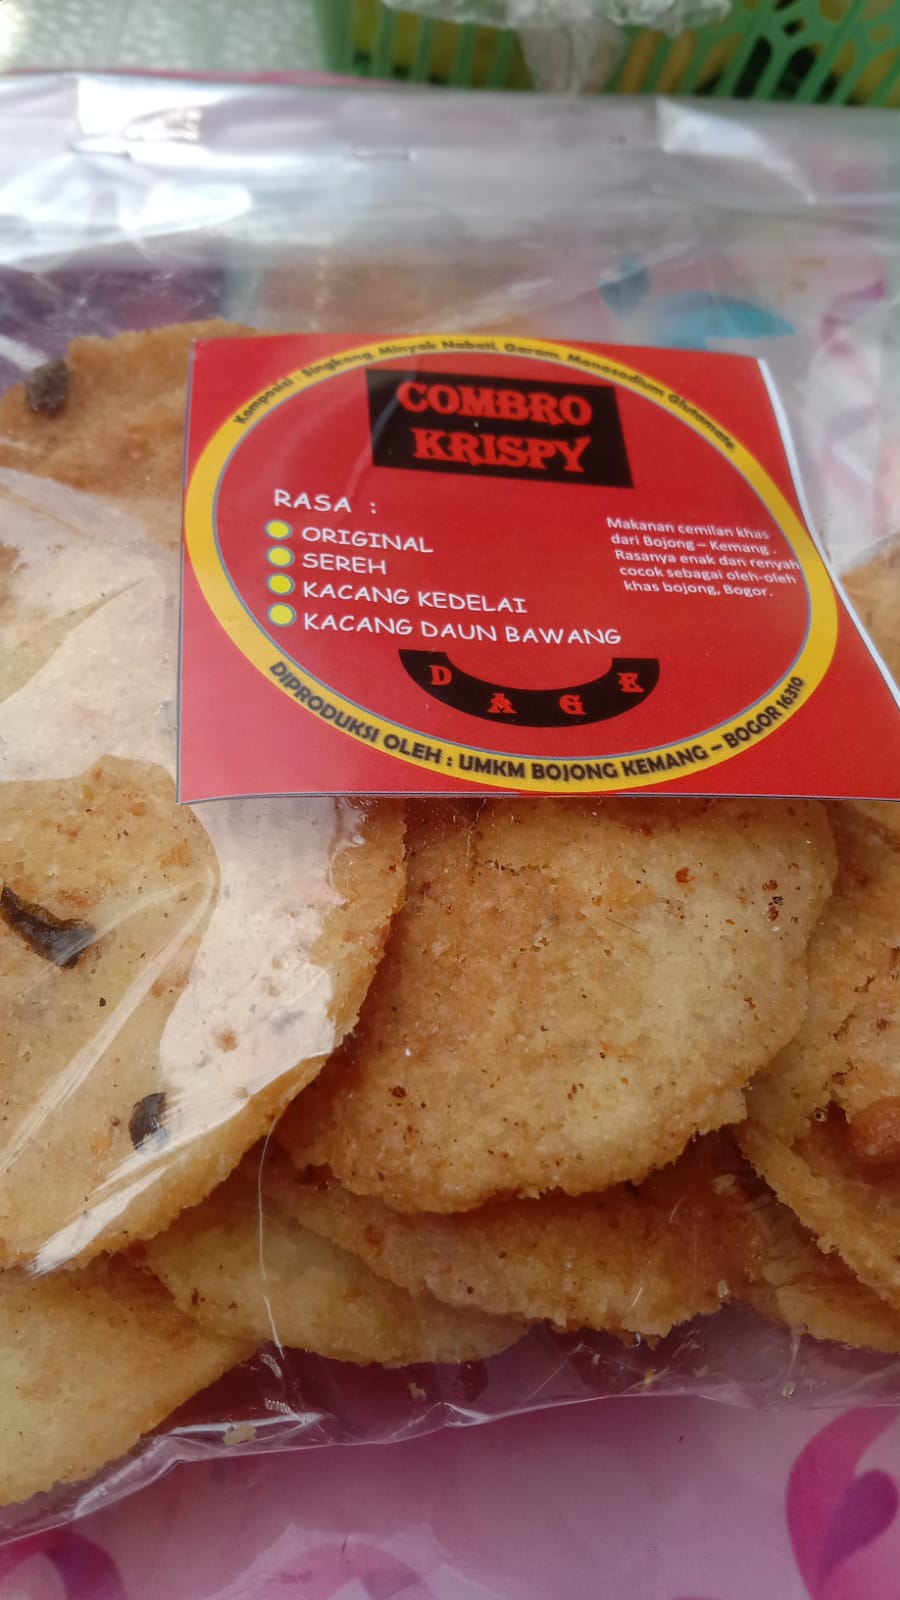 Komposisi : Singkong, Minyak Nabati, Garam, Monosodium Glutamate.
COMBRO
KRISPY
RASA :
ORIGINAL
SEREH
KACANG KEDELAI
KACANG DAUN BAWANG
Makanan cemilan khas
dari Bojong – Kemang .
Rasanya enak dan renyah
cocok sebagai oleh-oleh
khas bojong, Bogor.
D A G E
DIPRODUKSI OLEH : UMKM BOJONG KEMANG – BOGOR 16310